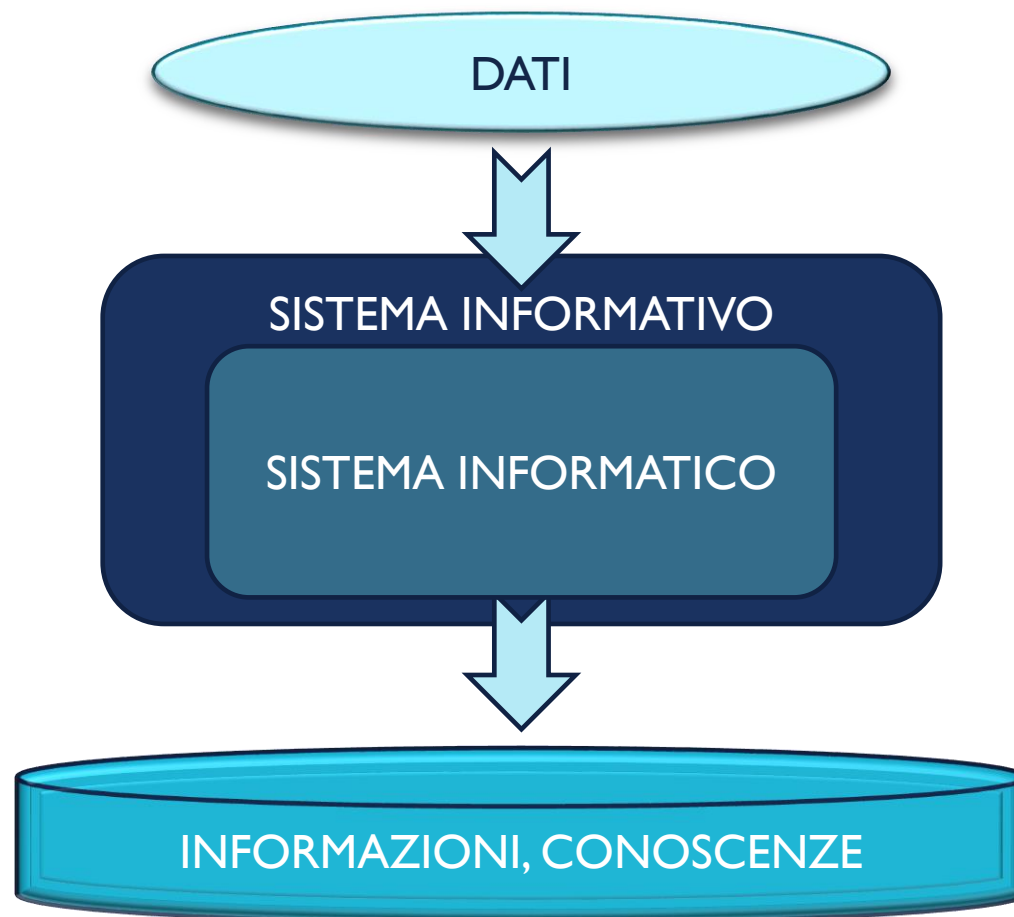 DATI
SISTEMA INFORMATIVO
SISTEMA INFORMATICO
INFORMAZIONI, CONOSCENZE